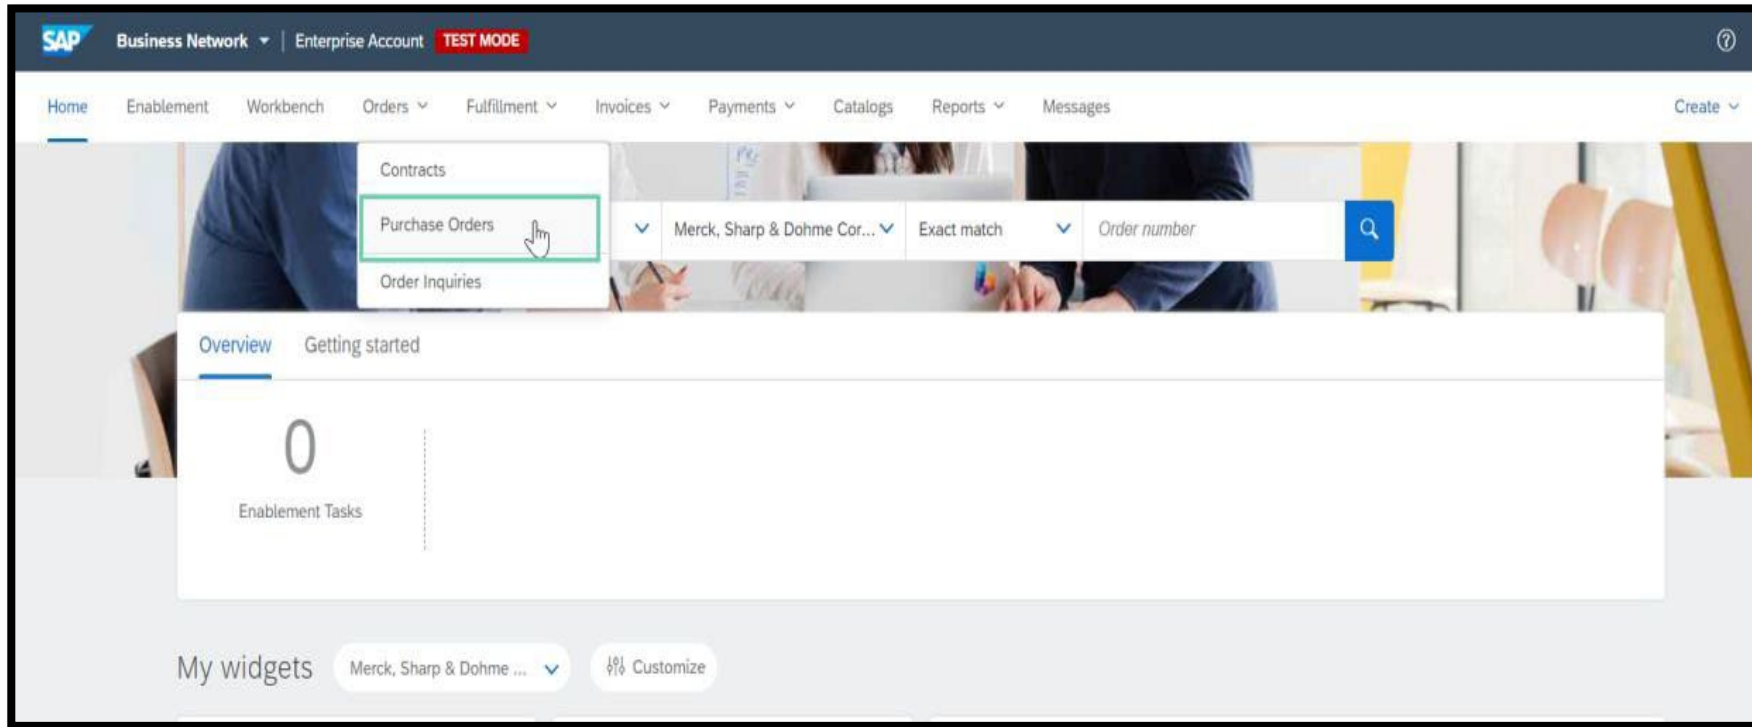 SAP Business Network | Enterprise Account TEST MODE
Home Enablement Workbench Orders Fulfillment Invoices Payments Catalogs Reports Messages Create
Contracts
Purchase Orders
Merck, Sharp & Dohme Cor... Exact match Order number
Order Inquiries
Overview Getting started
0
Enablement Tasks
My widgets Merck, Sharp & Dohme ... Customize